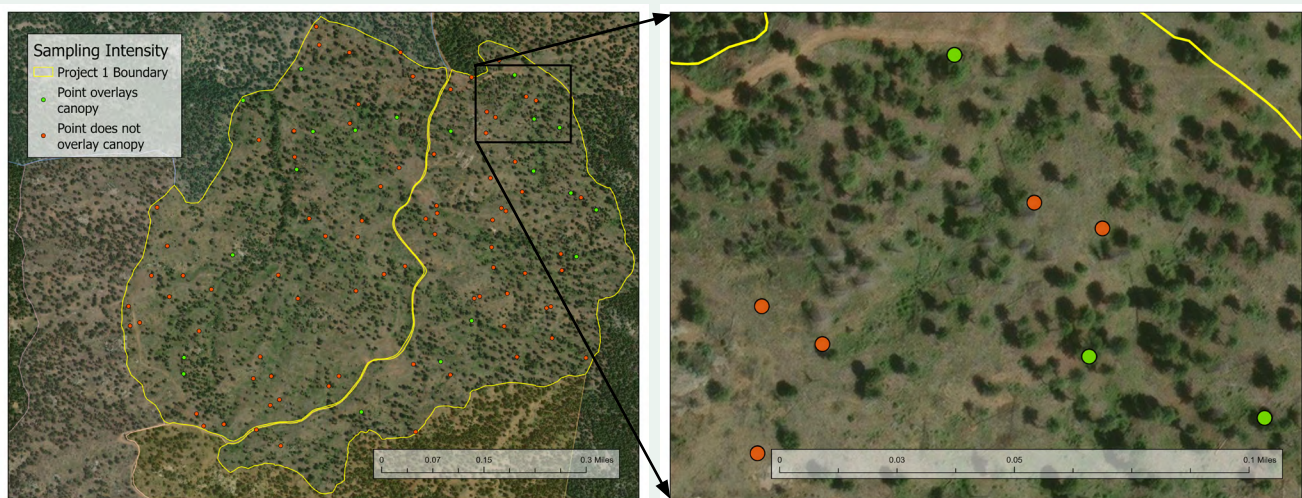 Sampling Intensity
Project 1 Boundary
Point overlays
canopy
Point does not
overlay canopy
0 0.07 0.15 0.3 Miles
0 0.03 0.05 0.1 Miles